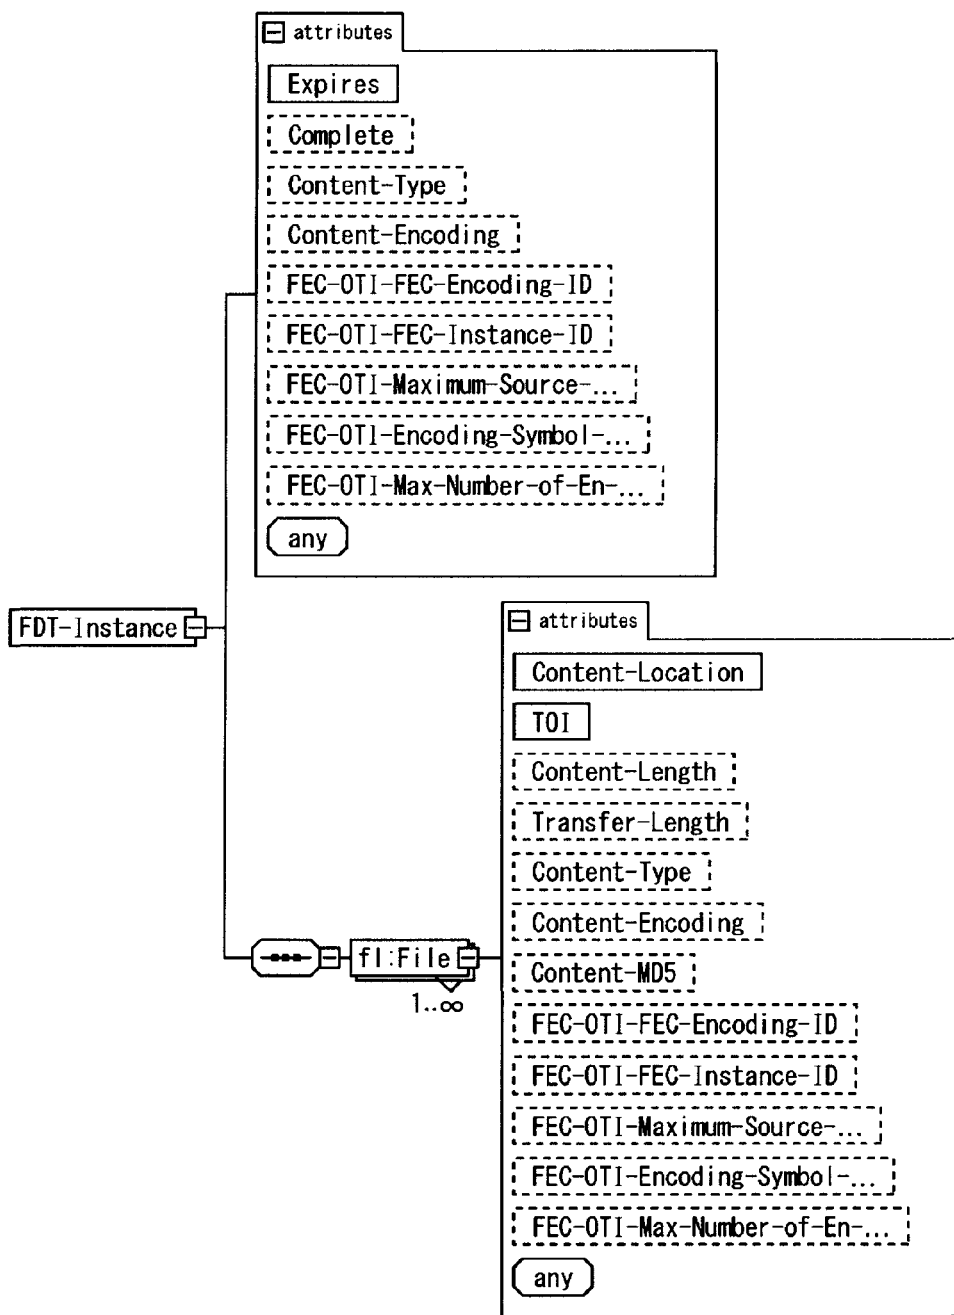 attributes
Expires
Complete
Content-Type
Content-Encoding
FEC-OTI-FEC-Encoding-ID
FEC-OTI-FEC-Instance-ID
FEC-OTI-Maximum-Source-...
FEC-OTI-Encoding-Symbol-...
FEC-OTI-Max-Number-of-En-...
any
FDT-Instance
attributes
Content-Location
TOI
Content-Length
Transfer-Length
Content-Type
Content-Encoding
fl:File
Content-MD5
1..∞
FEC-OTI-FEC-Encoding-ID
FEC-OTI-FEC-Instance-ID
FEC-OTI-Maximum-Source-...
FEC-OTI-Encoding-Symbol-...
FEC-OTI-Max-Number-of-En-...
any